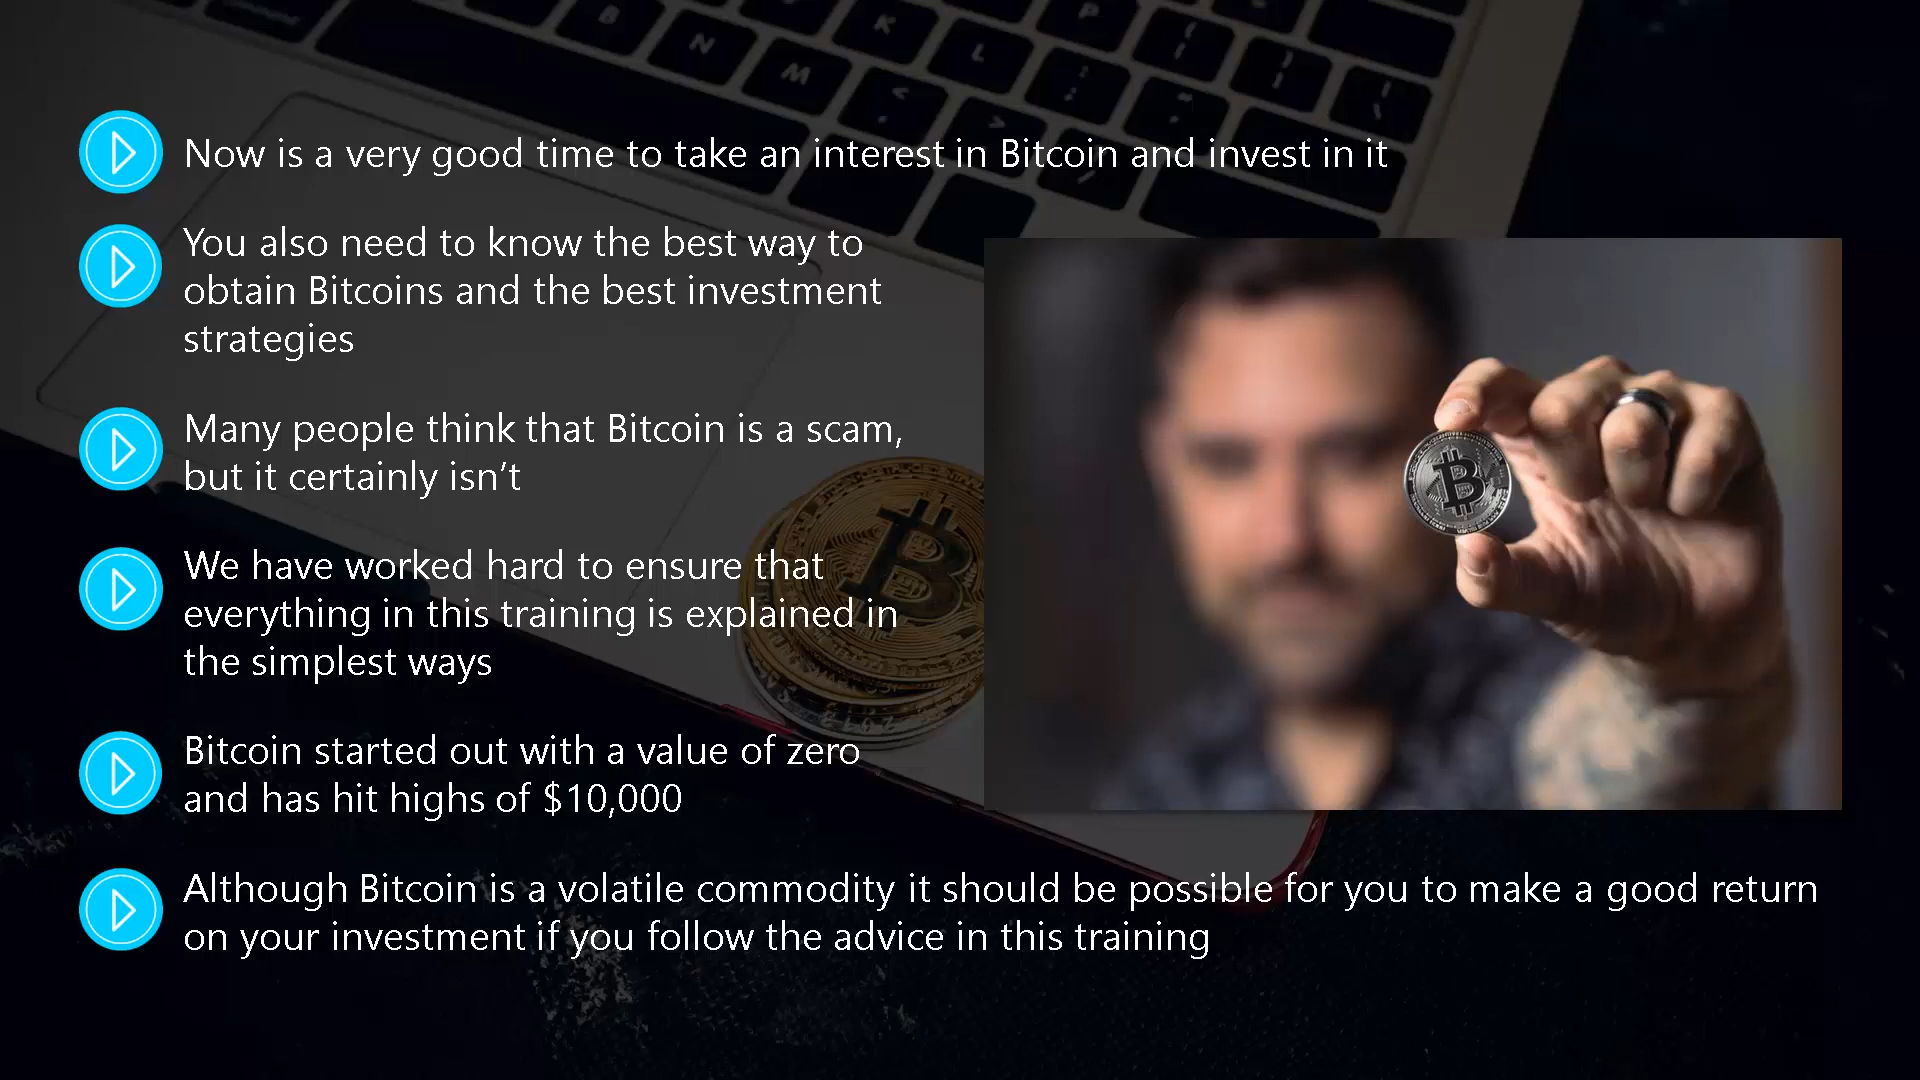 Now is a very good time to take an interest in Bitcoin and invest in it
You also need to know the best way to
obtain Bitcoins and the best investment
strategies
Many people think that Bitcoin is a scam,
but it certainly isn’t
We have worked hard to ensure that
everything in this training is explained in
the simplest ways
Bitcoin started out with a value of zero
and has hit highs of $10,000
Although Bitcoin is a volatile commodity it should be possible for you to make a good return
on your investment if you follow the advice in this training